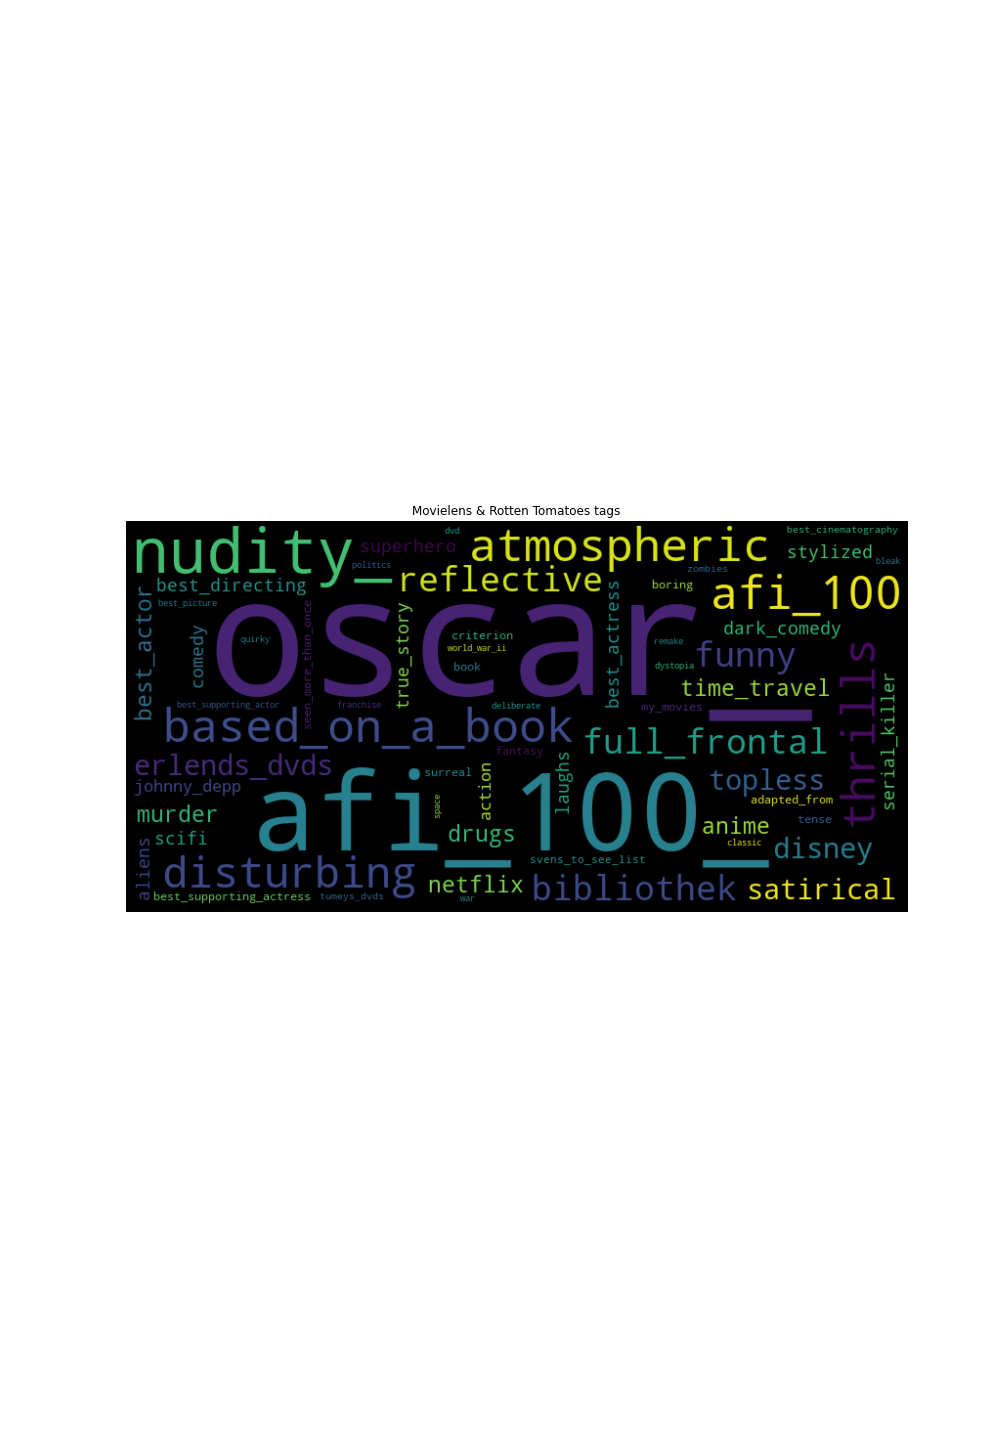 Movielens & Rotten Tomatoes tags
nudity_
dvd
superhero
politics
atmospheric
best_cinematography
stylized
bleak
zombies
best_directing
reflective
boring
afi_100
best_picture
best_actor
comedy
quirky
oscar_
seen_more_than_once
true_story
criterion
world_war_ii
book
best_actress
remake
dystopia
dark_comedy
funny
time_travel
thrills
serial_killer
best_supporting_actor
franchise
deliberate
my_movies
based_on_a_book
fantasy
full_frontal
erlends_dvds
johnny_depp
surreal
action
laughs
topless
adapted_from
murder
scifi
afi_100_
space
drugs
anime
classic
tense
disney
aliens
disturbing
svens_to_see_list
netflix
bibliothek
satirical
best_supporting_actress
tumeys_dvds
war